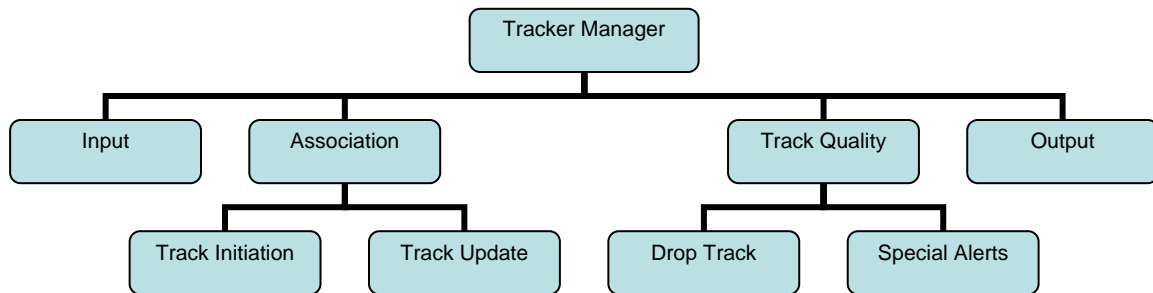 Tracker Manager
Input
Association
Track Quality
Output
Track Initiation
Track Update
Drop Track
Special Alerts